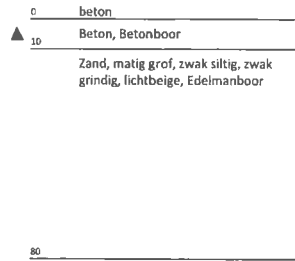 0 beton
Beton, Betonboor
10
Zand, matig grof, zwak siltig, zwak
grindig, lichtbeige, Edelmanboor
80